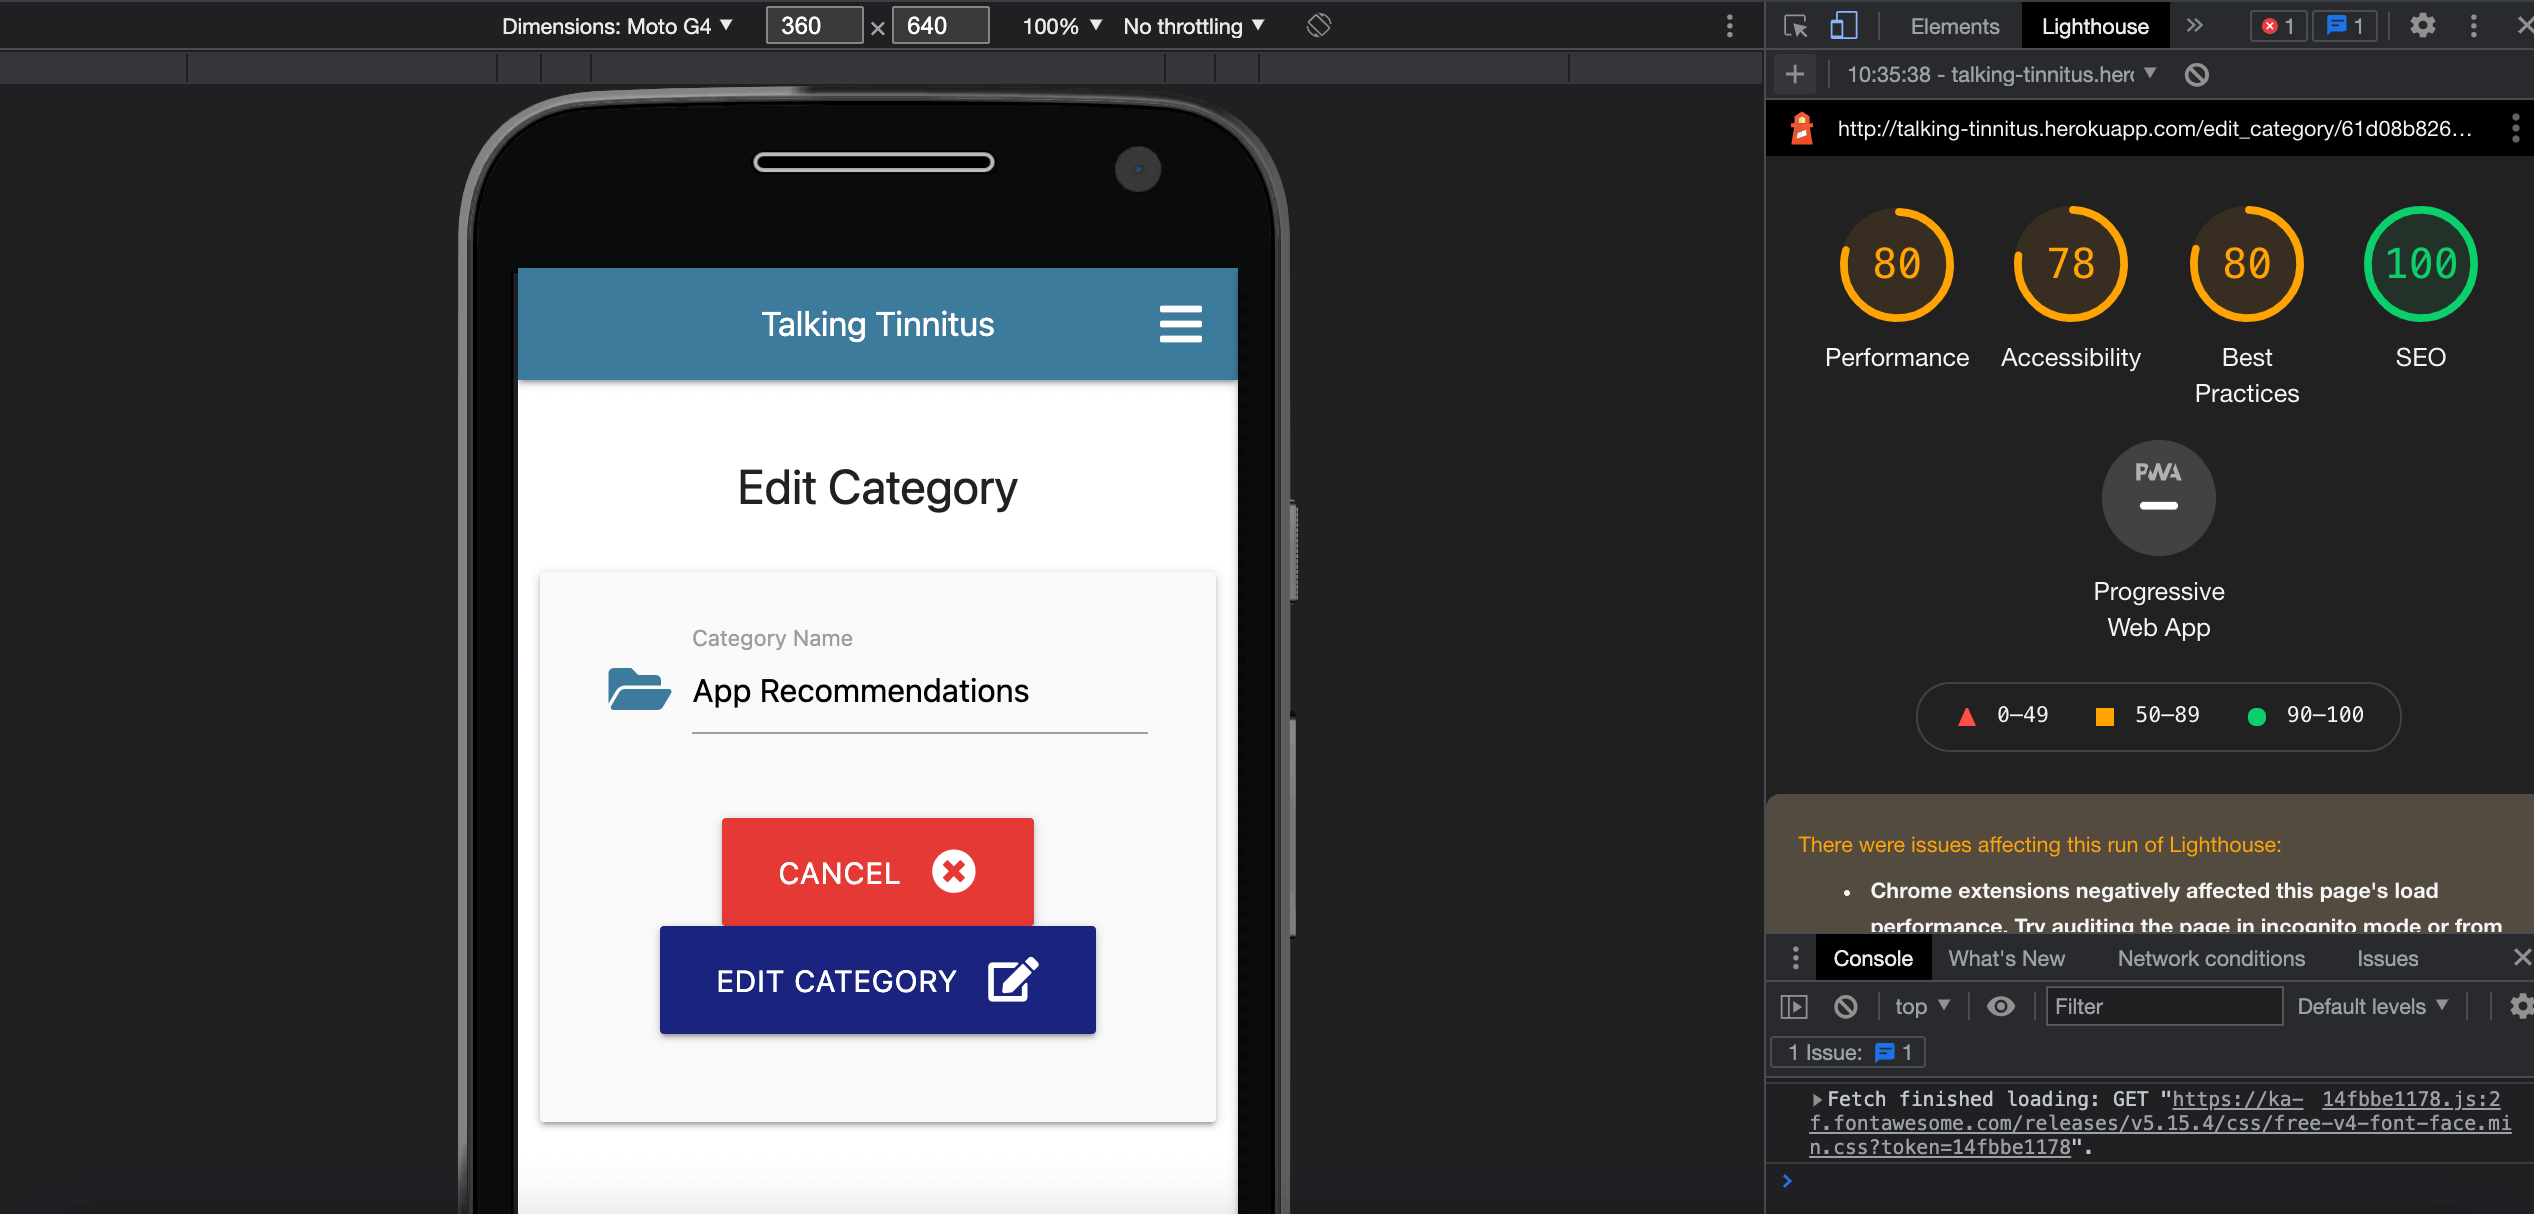 Dimensions: Moto G4 ▼ 360 × 640 100% ▼ No throttling ▼
Elements Lighthouse » 1 1
10:35:38 - talking-tinnitus.her ▼
http://talking-tinnitus.herokuapp.com/edit_category/61d08b826…
80 78 80 100
Performance Accessibility Best Practices SEO
PWA
Progressive
Web App
0–49 50–89 90–100
There were issues affecting this run of Lighthouse:
• Chrome extensions negatively affected this page's load
performance. Try auditing the page in incognito mode or from
Console What's New Network conditions Issues
top ▼ Filter Default levels ▼
1 Issue: 1
Fetch finished loading: GET "https://ka- 14fbbe1178.js:2
f.fontawesome.com/releases/v5.15.4/css/free-v4-font-face.mi
n.css?token=14fbbe1178".
Talking Tinnitus
Edit Category
Category Name
App Recommendations
CANCEL
EDIT CATEGORY